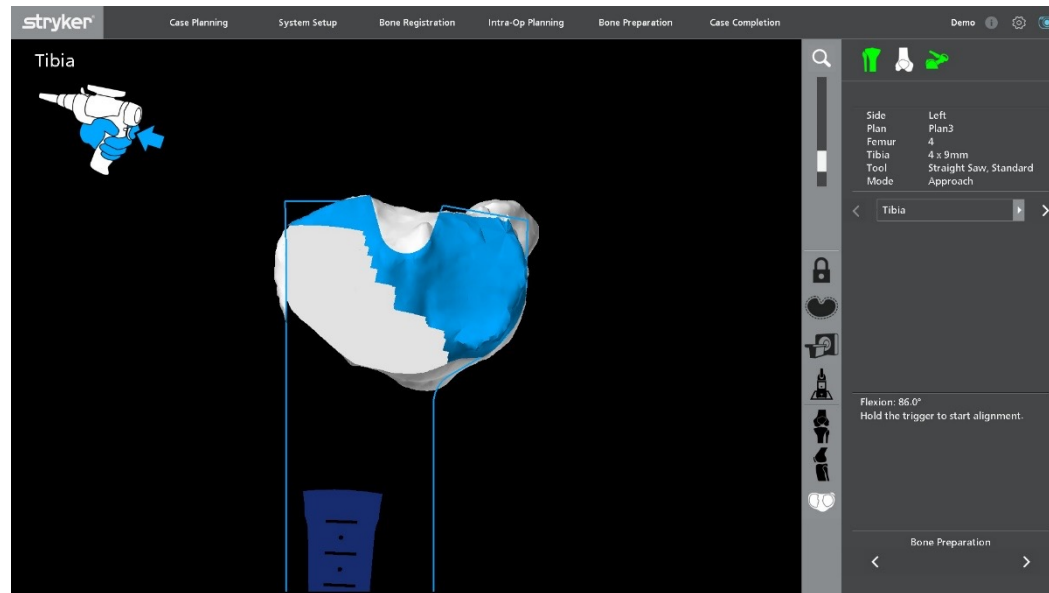 stryker
Case Planning
System Setup
Bone Registration
Intra-Op Planning
Bone Preparation
Case Completion
Demo
Tibia
Side Left
Plan Plan3
Femur 4
Tibia 4 x 9mm
Tool Straight Saw, Standard
Mode Approach
Tibia
Flexion: 86.0°
Hold the trigger to start alignment.
Bone Preparation